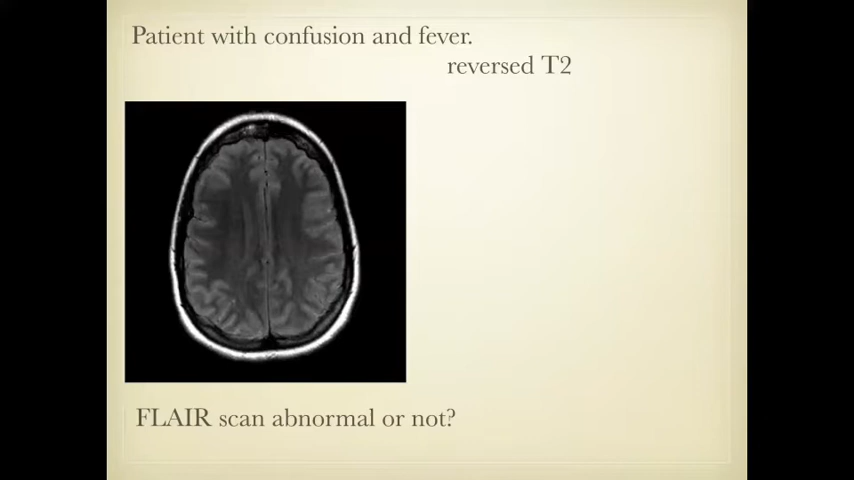 Patient with confusion and fever.
reversed T2
FLAIR scan abnormal or not?